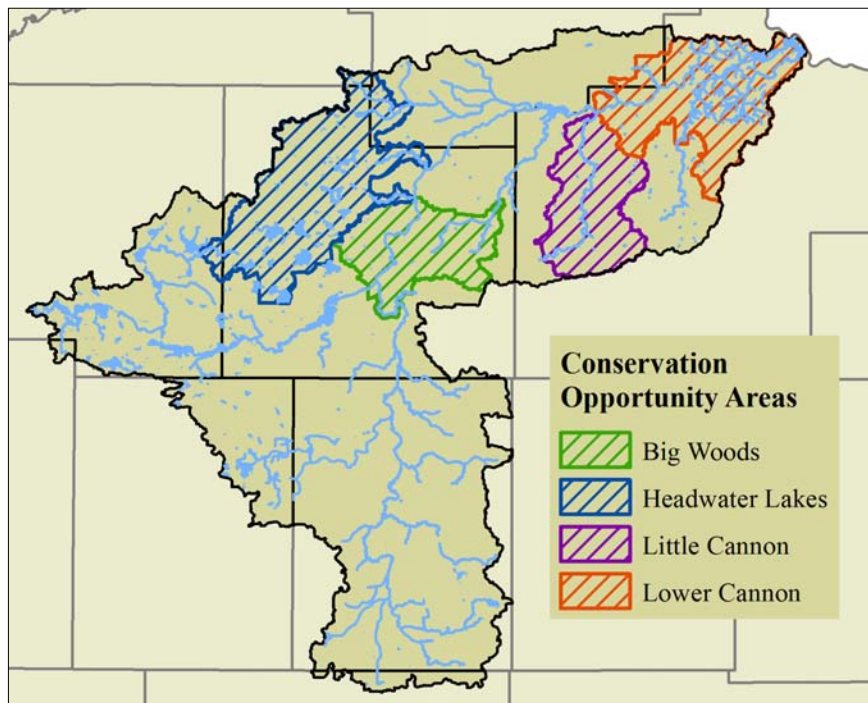 Conservation
Opportunity Areas
Big Woods
Headwater Lakes
Little Cannon
Lower Cannon